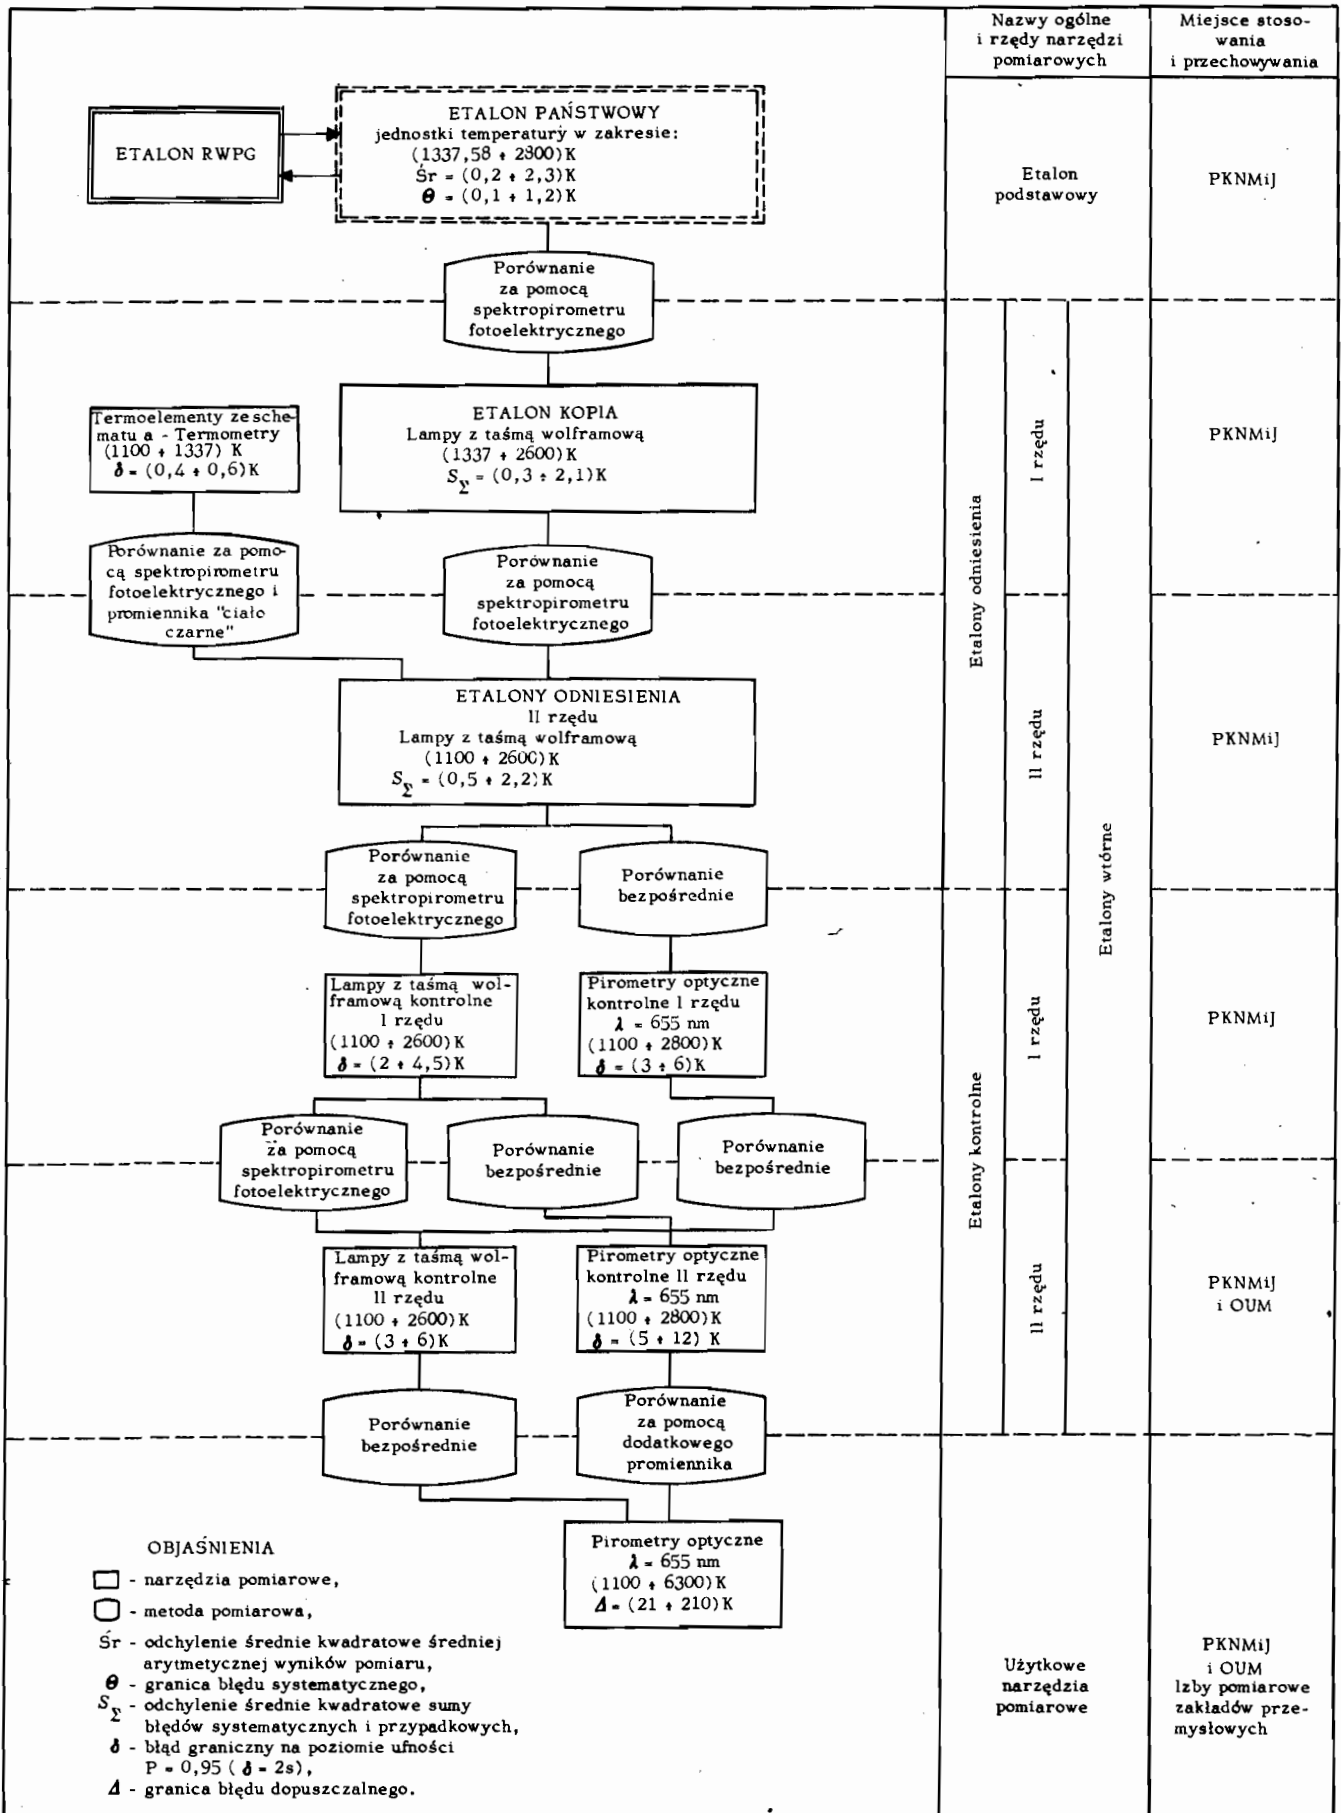 Nazwy ogólne
i rzędy narzędzi
pomiarowych
Miejsce stoso-
wania
i przechowywania
ETALON RWPG
ETALON PAŃSTWOWY
jednostki temperatury w zakresie:
(1337,58 ÷ 2800)K
Śr = (0,2 ÷ 2,3)K
Θ = (0,1 ÷ 1,2)K
Etalon
podstawowy
PKNMiJ
Porównanie
za pomocą
spektropirometru
fotoelektrycznego
Termoelementy ze sche-
matu a - Termometry
(1100 ÷ 1337) K
δ = (0,4 ÷ 0,6)K
ETALON KOPIA
Lampy z taśmą wolframową
(1337 ÷ 2600)K
S_Σ = (0,3 ÷ 2,1)K
I rzędu
PKNMiJ
Etalony odniesienia
Porównanie za pomo-
cą spektropirometru
fotoelektrycznego i
promiennika "ciało
czarne"
Porównanie
za pomocą
spektropirometru
fotoelektrycznego
ETALONY ODNIESIENIA
II rzędu
Lampy z taśmą wolframową
(1100 ÷ 2600)K
S_Σ = (0,5 ÷ 2,2)K
II rzędu
PKNMiJ
Etalony wtórne
Porównanie
za pomocą
spektropirometru
fotoelektrycznego
Porównanie
bezpośrednie
Lampy z taśmą wol-
framową kontrolne
I rzędu
(1100 ÷ 2600)K
δ = (2 ÷ 4,5)K
Pirometry optyczne
kontrolne I rzędu
λ = 655 nm
(1100 ÷ 2800)K
δ = (3 ÷ 6)K
I rzędu
PKNMiJ
Etalony kontrolne
Porównanie
za pomocą
spektropirometru
fotoelektrycznego
Porównanie
bezpośrednie
Porównanie
bezpośrednie
Lampy z taśmą wol-
framową kontrolne
II rzędu
(1100 ÷ 2600)K
δ = (3 ÷ 6)K
Pirometry optyczne
kontrolne II rzędu
λ = 655 nm
(1100 ÷ 2800)K
δ = (5 ÷ 12) K
II rzędu
PKNMiJ
i OUM
Porównanie
bezpośrednie
Porównanie
za pomocą
dodatkowego
promiennika
Pirometry optyczne
λ = 655 nm
(1100 ÷ 6300)K
Δ = (21 ÷ 210)K
Użytkowe
narzędzia
pomiarowe
PKNMiJ
i OUM
Izby pomiarowe
zakładów prze-
mysłowych
OBJAŚNIENIA
- narzędzia pomiarowe,
- metoda pomiarowa,
Śr - odchylenie średnie kwadratowe średniej
arytmetycznej wyników pomiaru,
Θ - granica błędu systematycznego,
S_Σ - odchylenie średnie kwadratowe sumy
błędów systematycznych i przypadkowych,
δ - błąd graniczny na poziomie ufności
P = 0,95 ( δ = 2s),
Δ - granica błędu dopuszczalnego.